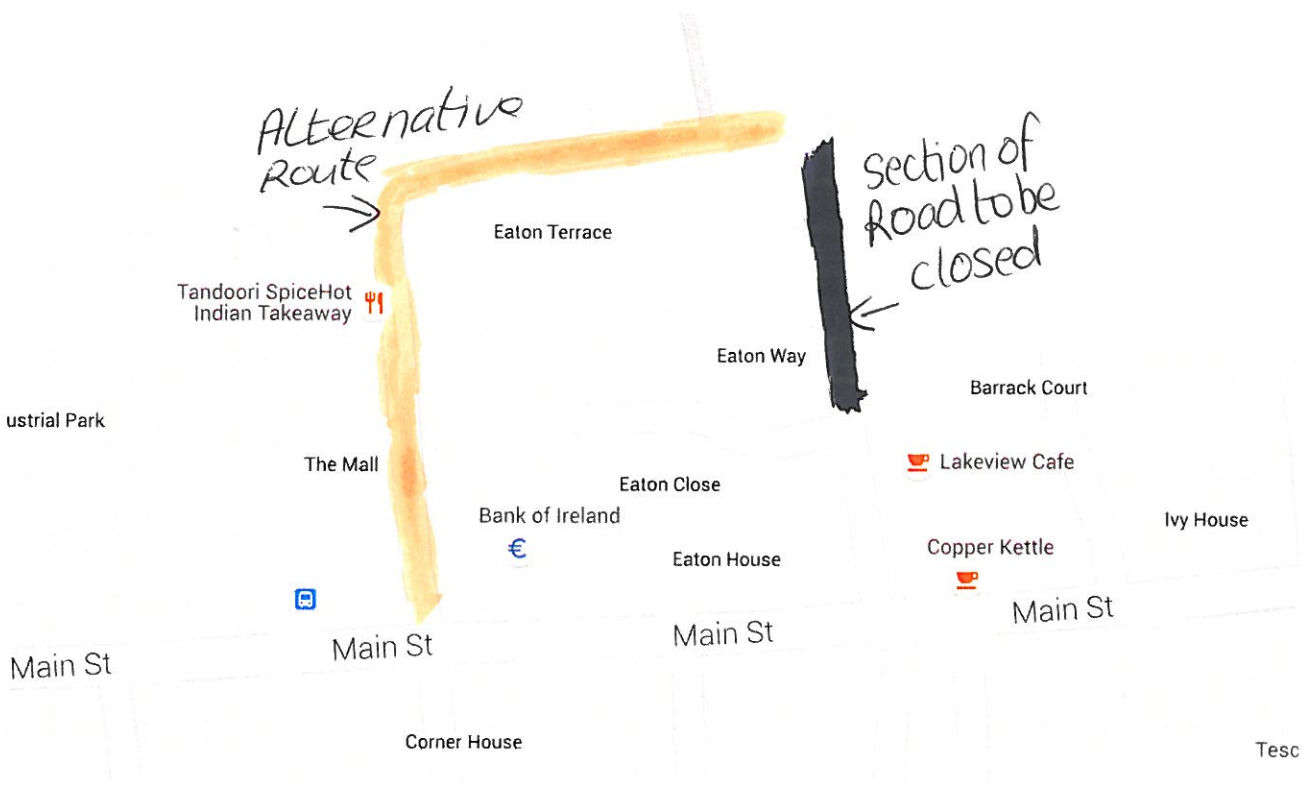 Alternative
Route
Section of
Road to be
closed
Eaton Terrace
Tandoori SpiceHot
Indian Takeaway
Eaton Way
Barrack Court
ustrial Park
The Mall
Lakeview Cafe
Eaton Close
Bank of Ireland
€
Ivy House
Copper Kettle
Eaton House
Main St
Main St
Main St
Main St
Corner House
Tesc